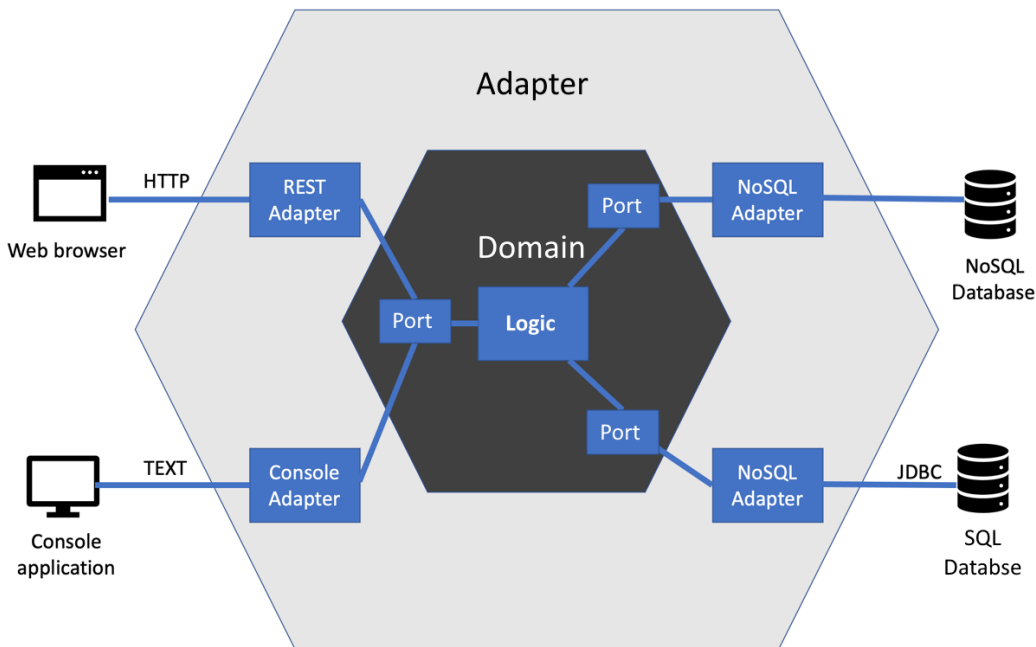 Adapter
HTTP
REST
Adapter
Port
NoSQL
Adapter
Web browser
Domain
NoSQL
Database
Port
Logic
Port
TEXT
Console
Adapter
NoSQL
Adapter
JDBC
Console
application
SQL
Databse